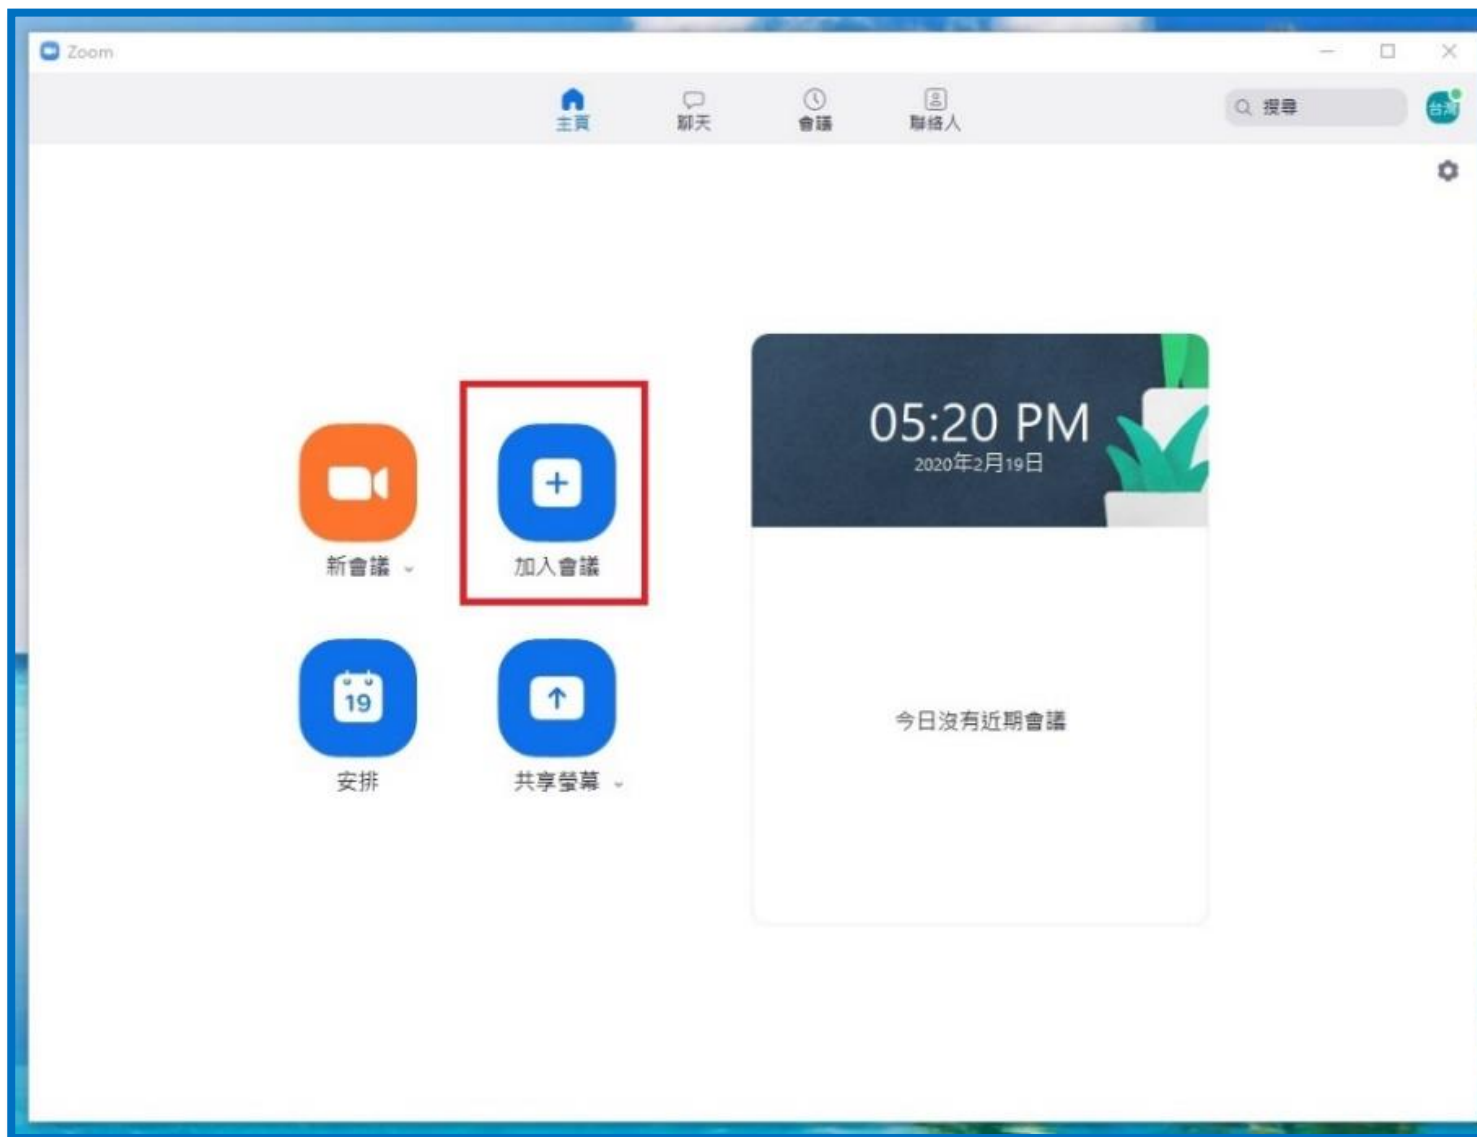 Zoom
主頁 聊天 會議 聯絡人 搜尋 台灣
05:20 PM
2020年2月19日
新會議 加入會議
19
安排 共享螢幕
今日沒有近期會議